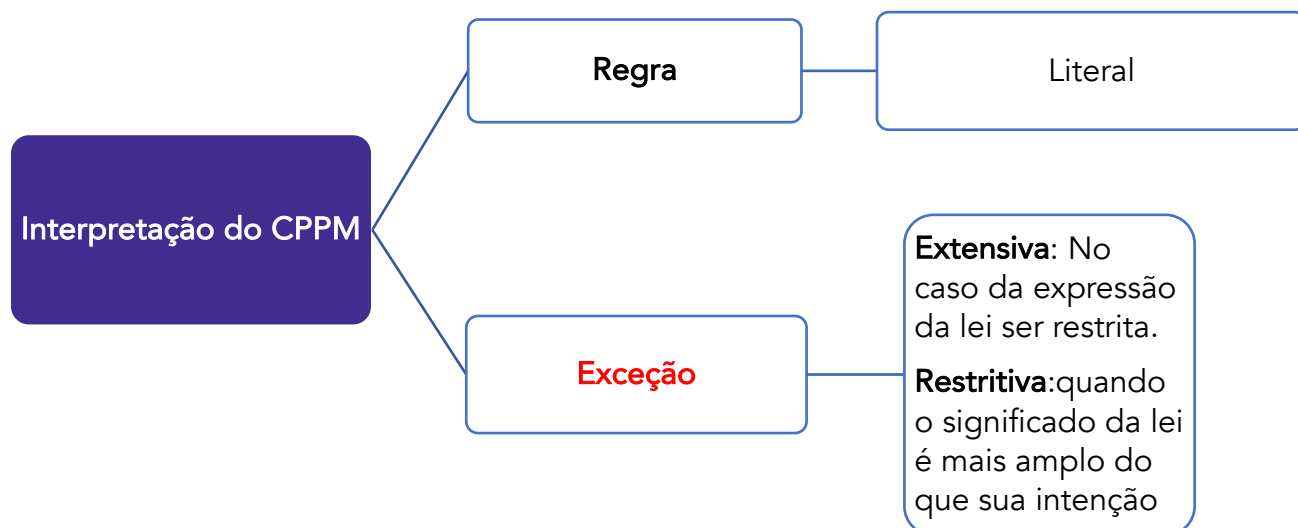 Regra
Literal
Interpretação do CPPM
Exceção
Extensiva: No
caso da expressão
da lei ser restrita.
Restritiva:quando
o significado da lei
é mais amplo do
que sua intenção